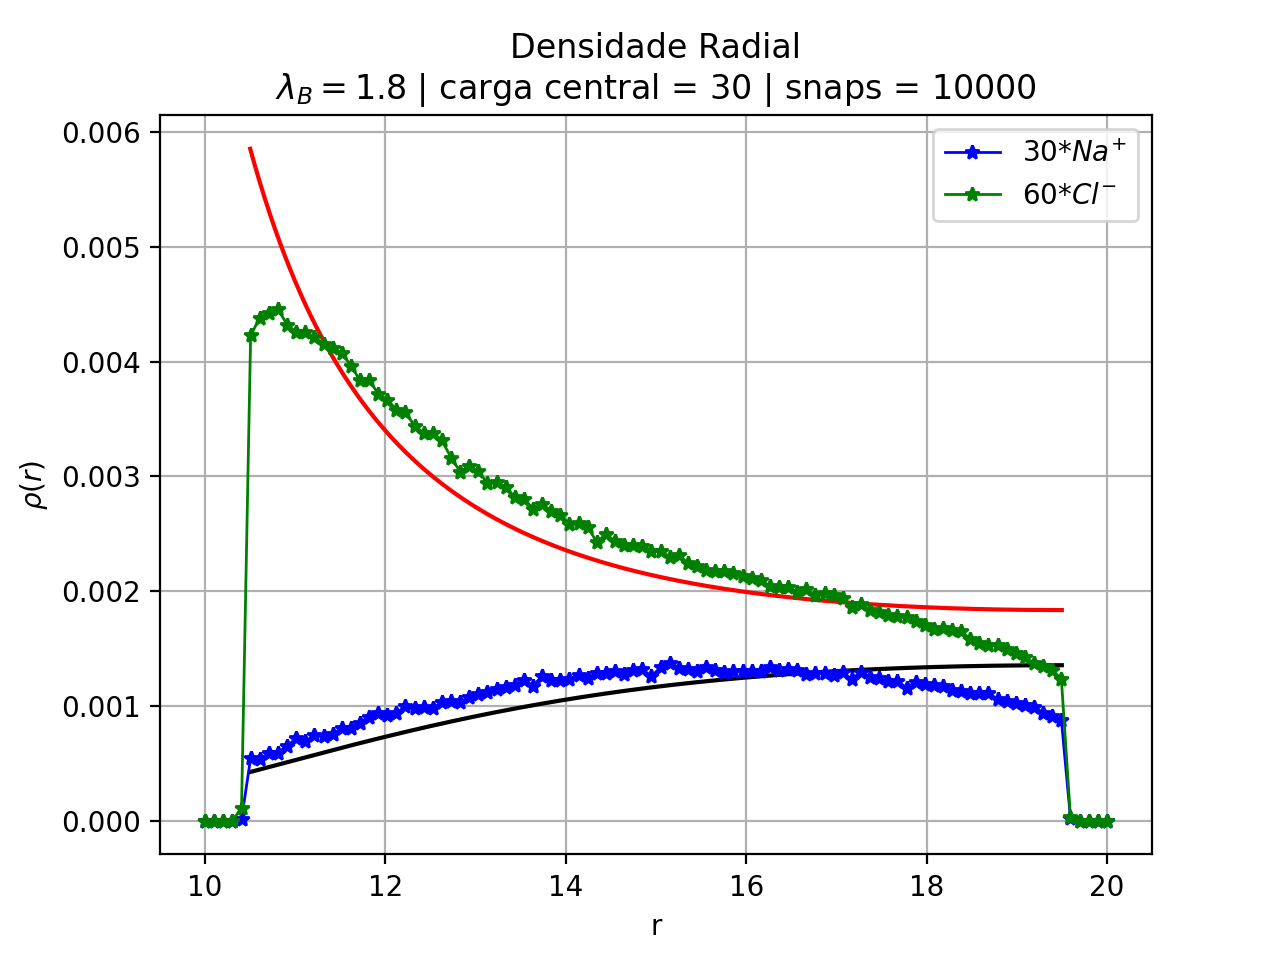 Densidade Radial
λ_B = 1.8 | carga central = 30 | snaps = 10000
0.006
0.005
0.004
0.003
0.002
0.001
0.000
ρ(r)
30*Na⁺
60*Cl⁻
10 12 14 16 18 20
r